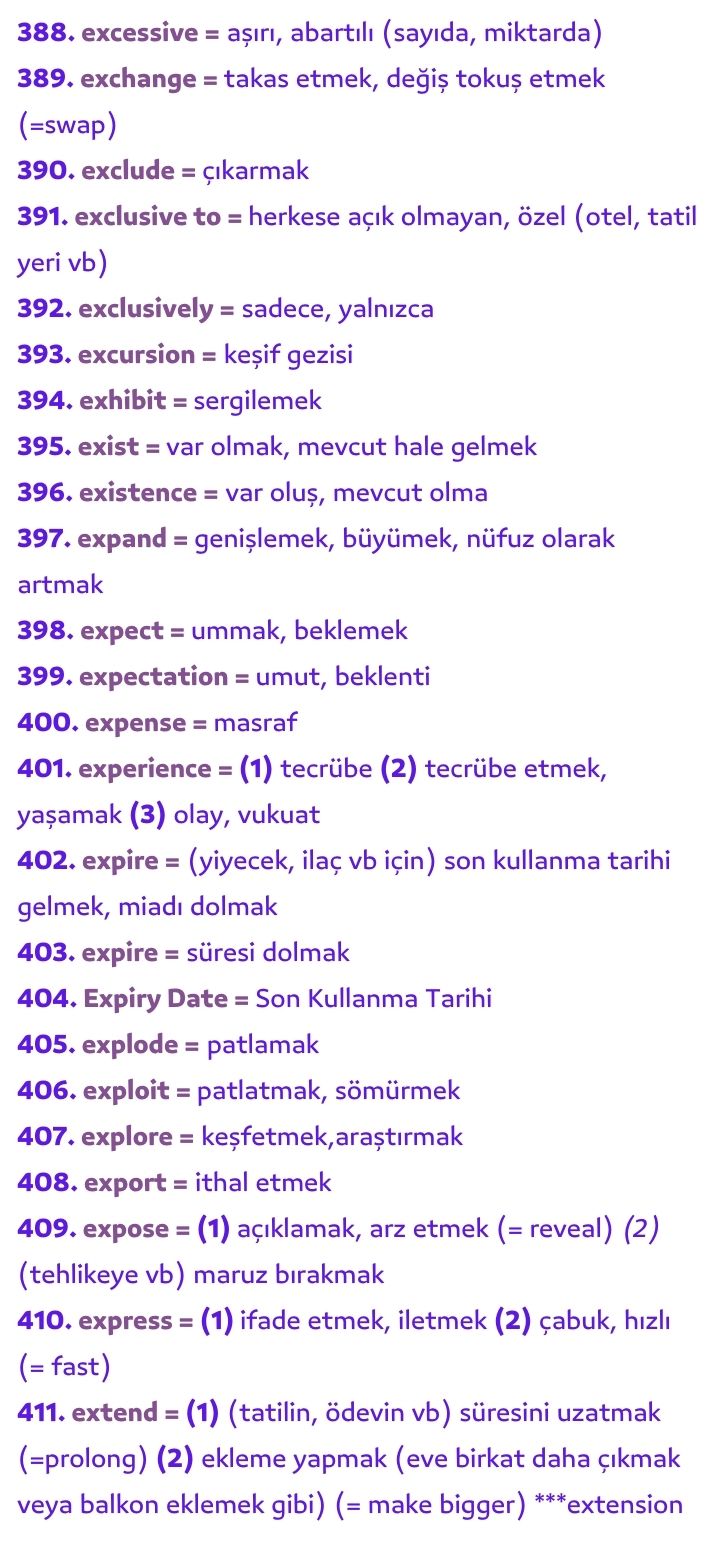 388. excessive = aşırı, abartılı (sayıda, miktarda)
389. exchange = takas etmek, değiş tokuş etmek
(=swap)
390. exclude = çıkarmak
391. exclusive to = herkese açık olmayan, özel (otel, tatil
yeri vb)
392. exclusively = sadece, yalnızca
393. excursion = keşif gezisi
394. exhibit = sergilemek
395. exist = var olmak, mevcut hale gelmek
396. existence = var oluş, mevcut olma
397. expand = genişlemek, büyümek, nüfuz olarak
artmak
398. expect = ummak, beklemek
399. expectation = umut, beklenti
400. expense = masraf
401. experience = (1) tecrübe (2) tecrübe etmek,
yaşamak (3) olay, vukuat
402. expire = (yiyecek, ilaç vb için) son kullanma tarihi
gelmek, miadı dolmak
403. expire = süresi dolmak
404. Expiry Date = Son Kullanma Tarihi
405. explode = patlamak
406. exploit = patlatmak, sömürmek
407. explore = keşfetmek,araştırmak
408. export = ithal etmek
409. expose = (1) açıklamak, arz etmek (= reveal) (2)
(tehlikeye vb) maruz bırakmak
410. express = (1) ifade etmek, iletmek (2) çabuk, hızlı
(= fast)
411. extend = (1) (tatilin, ödevin vb) süresini uzatmak
(=prolong) (2) ekleme yapmak (eve birkat daha çıkmak
veya balkon eklemek gibi) (= make bigger) ***extension